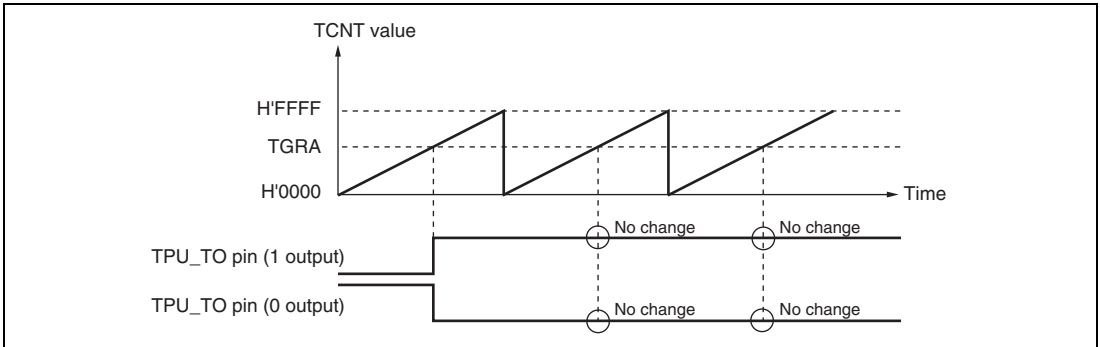 TCNT value
H'FFFF
TGRA
H'0000
Time
No change
No change
TPU_TO pin (1 output)
TPU_TO pin (0 output)
No change
No change